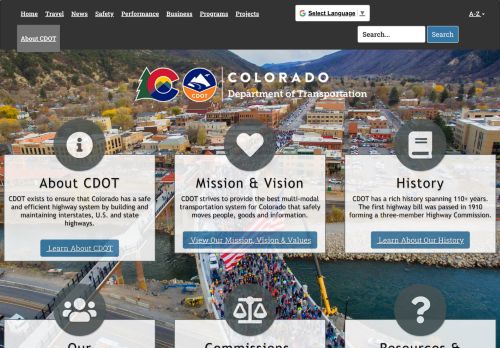 Home Travel News Safety Performance Business Programs Projects
Select Language
A-Z
About CDOT
Search... Search
COLORADO
CDOT
Department of Transportation
About CDOT
CDOT exists to ensure that Colorado has a safe
and efficient highway system by building and
maintaining interstates, U.S. and state
highways.
Learn About CDOT
Mission & Vision
CDOT strives to provide the best multi-modal
transportation system for Colorado that safely
moves people, goods and information.
View Our Mission, Vision & Values
History
CDOT has a rich history spanning 110+ years.
The first highway bill was passed in 1910
forming a three-member Highway Commission.
Learn About Our History
Our
Commissions
Resources &